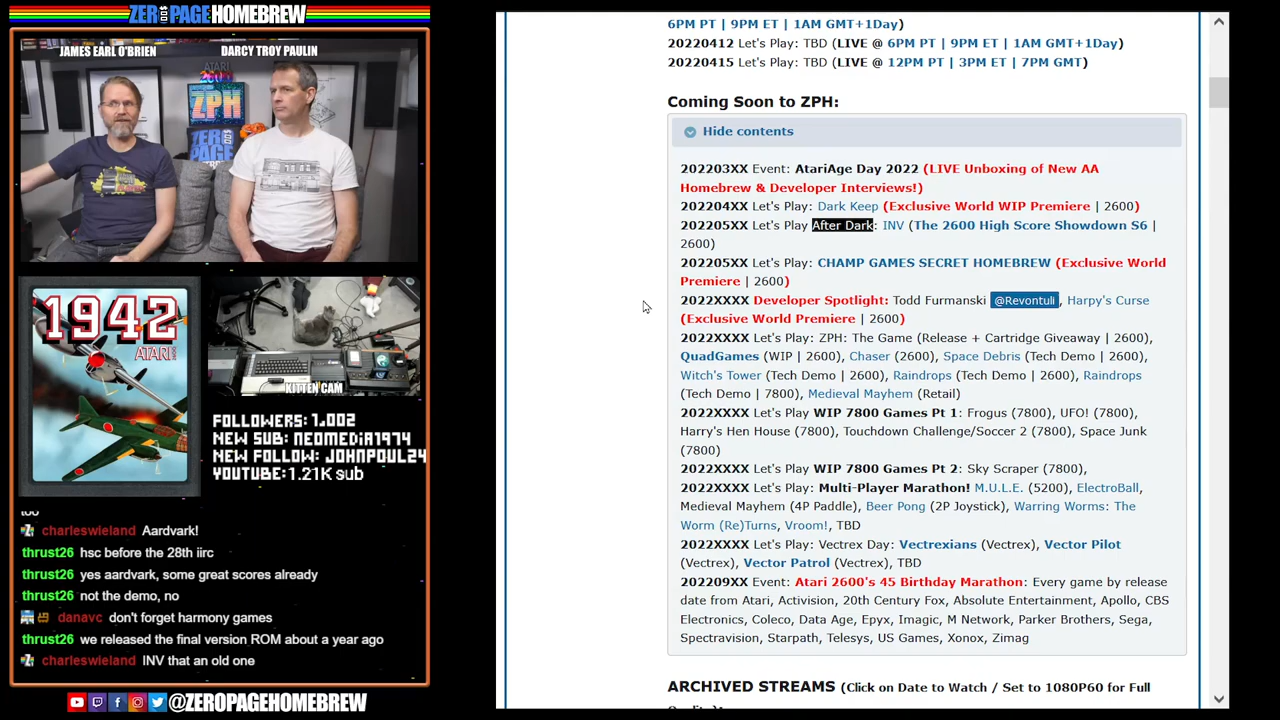 ZERO PAGE HOMEBREW
JAMES EARL O'BRIEN
DARCY TROY PAULIN
ZPH
1942
ATARI
KITTEN CAM
FOLLOWERS: 1,002
NEW SUB: NEOMEDIA1974
NEW FOLLOW: JOHNPOUL24
YOUTUBE: 1.21K sub
too
charleswieland Aardvark!
thrust26 hsc before the 28th iirc
thrust26 yes aardvark, some great scores already
thrust26 not the demo, no
danavc don't forget harmony games
thrust26 we released the final version ROM about a year ago
charleswieland INV that an old one
@ZEROPAGEHOMEBREW
6PM PT | 9PM ET | 1AM GMT+1Day)
20220412 Let's Play: TBD (LIVE @ 6PM PT | 9PM ET | 1AM GMT+1Day)
20220415 Let's Play: TBD (LIVE @ 12PM PT | 3PM ET | 7PM GMT)
Coming Soon to ZPH:
Hide contents
202203XX Event: AtariAge Day 2022 (LIVE Unboxing of New AA
Homebrew & Developer Interviews!)
202204XX Let's Play: Dark Keep (Exclusive World WIP Premiere | 2600)
202205XX Let's Play After Dark: INV (The 2600 High Score Showdown S6 |
2600)
202205XX Let's Play: CHAMP GAMES SECRET HOMEBREW (Exclusive World
Premiere | 2600)
2022XXXX Developer Spotlight: Todd Furmanski @Revontuli, Harpy's Curse
(Exclusive World Premiere | 2600)
2022XXXX Let's Play: ZPH: The Game (Release + Cartridge Giveaway | 2600),
QuadGames (WIP | 2600), Chaser (2600), Space Debris (Tech Demo | 2600),
Witch's Tower (Tech Demo | 2600), Raindrops (Tech Demo | 2600), Raindrops
(Tech Demo | 7800), Medieval Mayhem (Retail)
2022XXXX Let's Play WIP 7800 Games Pt 1: Frogus (7800), UFO! (7800),
Harry's Hen House (7800), Touchdown Challenge/Soccer 2 (7800), Space Junk
(7800)
2022XXXX Let's Play WIP 7800 Games Pt 2: Sky Scraper (7800),
2022XXXX Let's Play: Multi-Player Marathon! M.U.L.E. (5200), ElectroBall,
Medieval Mayhem (4P Paddle), Beer Pong (2P Joystick), Warring Worms: The
Worm (Re)Turns, Vroom!, TBD
2022XXXX Let's Play: Vectrex Day: Vectrexians (Vectrex), Vector Pilot
(Vectrex), Vector Patrol (Vectrex), TBD
202209XX Event: Atari 2600's 45 Birthday Marathon: Every game by release
date from Atari, Activision, 20th Century Fox, Absolute Entertainment, Apollo, CBS
Electronics, Coleco, Data Age, Epyx, Imagic, M Network, Parker Brothers, Sega,
Spectravision, Starpath, Telesys, US Games, Xonox, Zimag
ARCHIVED STREAMS (Click on Date to Watch / Set to 1080P60 for Full